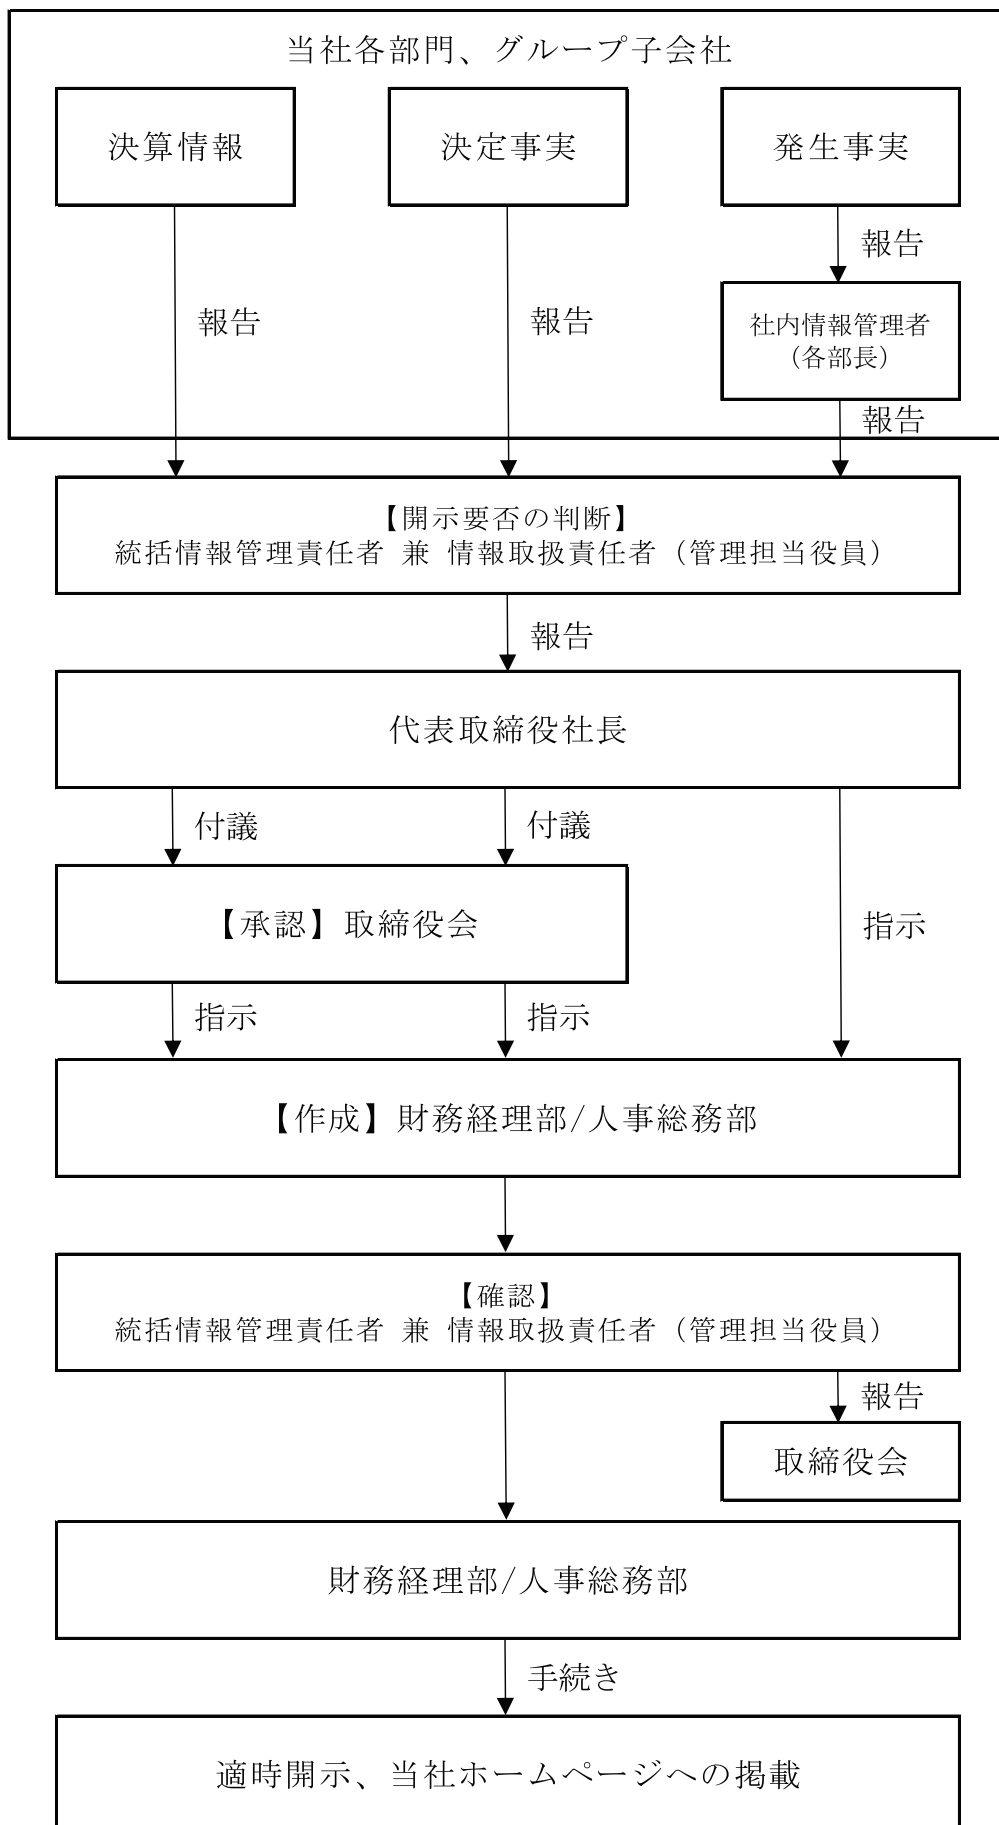 当社各部門、グループ子会社
決算情報
決定事実
発生事実
報告
報告
報告
社内情報管理者
（各部長）
報告
【開示要否の判断】
統括情報管理責任者 兼 情報取扱責任者（管理担当役員）
報告
代表取締役社長
付議
付議
【承認】取締役会
指示
指示
指示
【作成】財務経理部/人事総務部
【確認】
統括情報管理責任者 兼 情報取扱責任者（管理担当役員）
報告
取締役会
財務経理部/人事総務部
手続き
適時開示、当社ホームページへの掲載